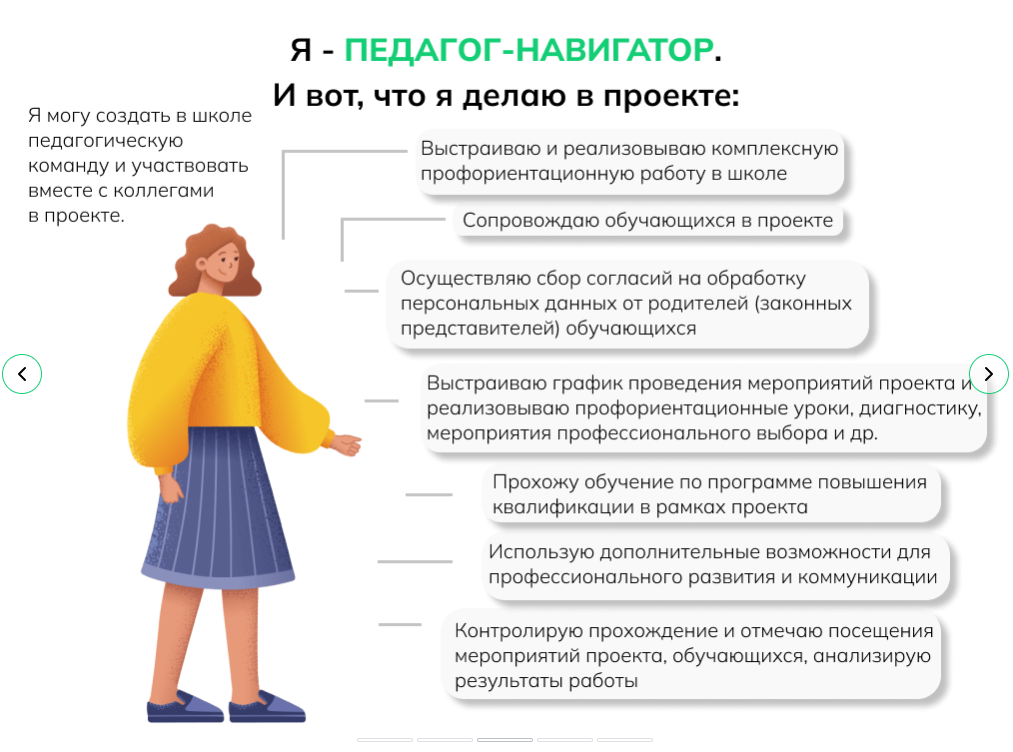 Я - ПЕДАГОГ-НАВИГАТОР.
И вот, что я делаю в проекте:
Я могу создать в школе
педагогическую
команду и участвовать
вместе с коллегами
в проекте.
Выстраиваю и реализовываю комплексную
профориентационную работу в школе
Сопровождаю обучающихся в проекте
Осуществляю сбор согласий на обработку
персональных данных от родителей (законных
представителей) обучающихся
Выстраиваю график проведения мероприятий проекта и
реализовываю профориентационные уроки, диагностику,
мероприятия профессионального выбора и др.
Прохожу обучение по программе повышения
квалификации в рамках проекта
Использую дополнительные возможности для
профессионального развития и коммуникации
Контролирую прохождение и отмечаю посещения
мероприятий проекта, обучающихся, анализирую
результаты работы